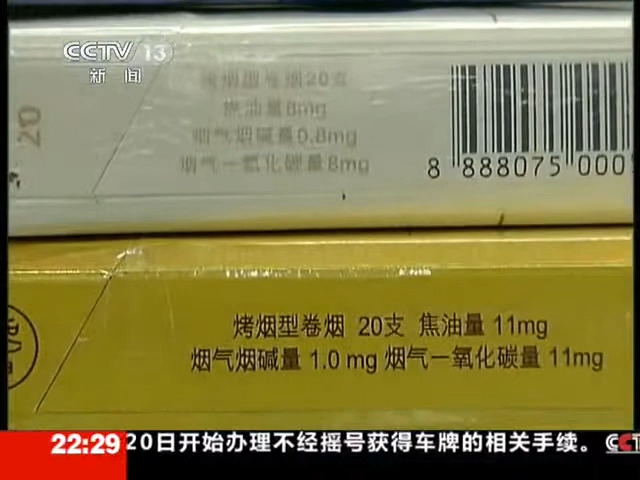 CCTV 13
新闻
20
烤烟型卷烟20支
焦油量8mg
烟气烟碱量0.8mg
烟气一氧化碳量8mg
8 888075 000
烤烟型卷烟 20支 焦油量 11mg
烟气烟碱量 1.0 mg 烟气一氧化碳量 11mg
22:29
20日开始办理不经摇号获得车牌的相关手续。 CCT